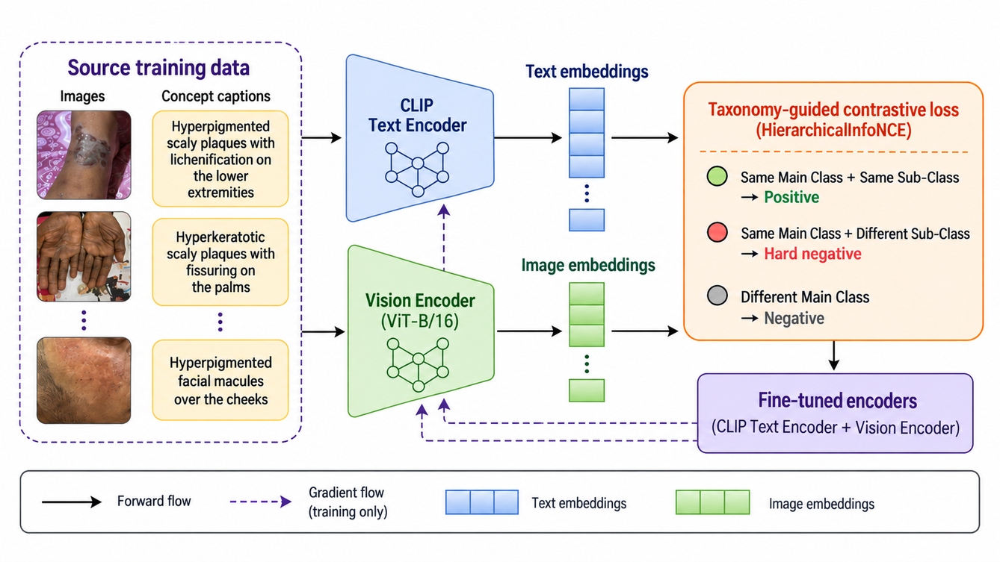 Source training data
Images
Concept captions
Hyperpigmented
scaly plaques with
lichenification on
the lower
extremities
Hyperkeratotic
scaly plaques with
fissuring on
the palms
Hyperpigmented
facial macules
over the cheeks
CLIP
Text Encoder
Vision Encoder
(ViT-B/16)
Text embeddings
Image embeddings
Taxonomy-guided contrastive loss
(HierarchicalInfoNCE)
Same Main Class + Same Sub-Class
→ Positive
Same Main Class + Different Sub-Class
→ Hard negative
Different Main Class
→ Negative
Fine-tuned encoders
(CLIP Text Encoder + Vision Encoder)
Forward flow
Gradient flow
(training only)
Text embeddings
Image embeddings